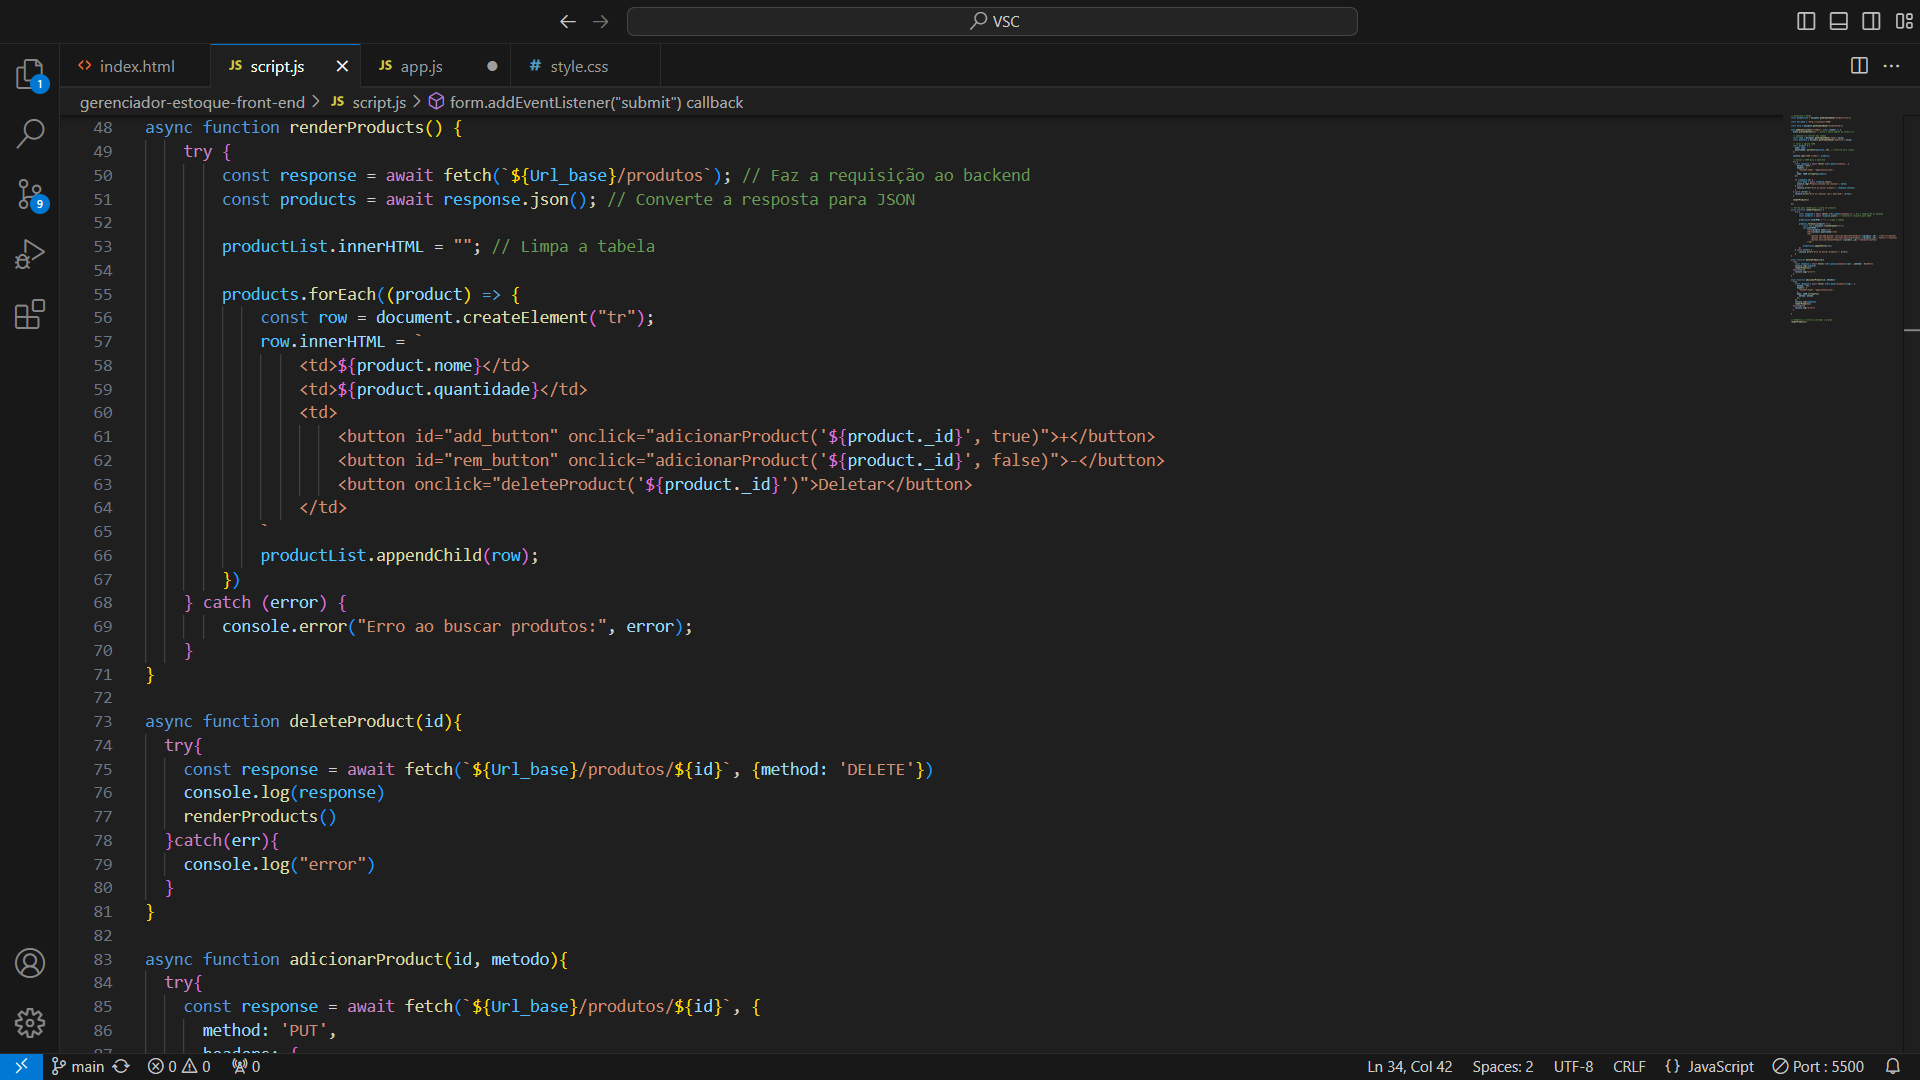 VSC
index.html
JS script.js
JS app.js
# style.css
1
gerenciador-estoque-front-end > JS script.js > form.addEventListener("submit") callback
48 async function renderProducts() {
49 try {
50 const response = await fetch(`${Url_base}/produtos`); // Faz a requisição ao backend
51 const products = await response.json(); // Converte a resposta para JSON
52
53 productList.innerHTML = ""; // Limpa a tabela
54
55 products.forEach((product) => {
56 const row = document.createElement("tr");
57 row.innerHTML = `
58 <td>${product.nome}</td>
59 <td>${product.quantidade}</td>
60 <td>
61 <button id="add_button" onclick="adicionarProduct('${product._id}', true)">+</button>
62 <button id="rem_button" onclick="adicionarProduct('${product._id}', false)">-</button>
63 <button onclick="deleteProduct('${product._id}')">Deletar</button>
64 </td>
65 `
66 productList.appendChild(row);
67 })
68 } catch (error) {
69 console.error("Erro ao buscar produtos:", error);
70 }
71 }
72
73 async function deleteProduct(id){
74 try{
75 const response = await fetch(`${Url_base}/produtos/${id}`, {method: 'DELETE'})
76 console.log(response)
77 renderProducts()
78 }catch(err){
79 console.log("error")
80 }
81 }
82
83 async function adicionarProduct(id, metodo){
84 try{
85 const response = await fetch(`${Url_base}/produtos/${id}`, {
86 method: 'PUT',
87 headers: {
9
main
0 0
0
Ln 34, Col 42
Spaces: 2
UTF-8
CRLF
{} JavaScript
Port : 5500